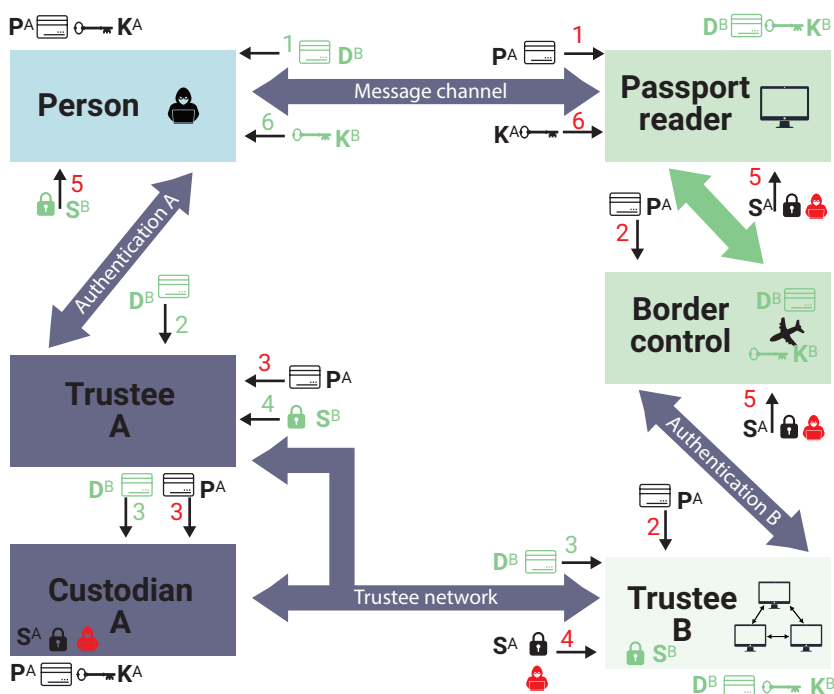 Pᴬ Kᴬ
1 Dᴮ
Pᴬ 1
Dᴮ Kᴮ
Person
Message channel
Passport
reader
6 Kᴮ
Kᴬ 6
5
Sᴮ
Authentication A
Pᴬ
2
5
Sᴬ
Dᴮ
2
Border
control
Dᴮ
Kᴮ
3 Pᴬ
Trustee
A
4 Sᴮ
5
Sᴬ
Authentication B
Dᴮ Pᴬ
3 3
Pᴬ
2
Custodian
A
Sᴬ
Pᴬ Kᴬ
Dᴮ 3
Trustee network
Sᴬ 4
Trustee
B
Sᴮ
Dᴮ Kᴮ